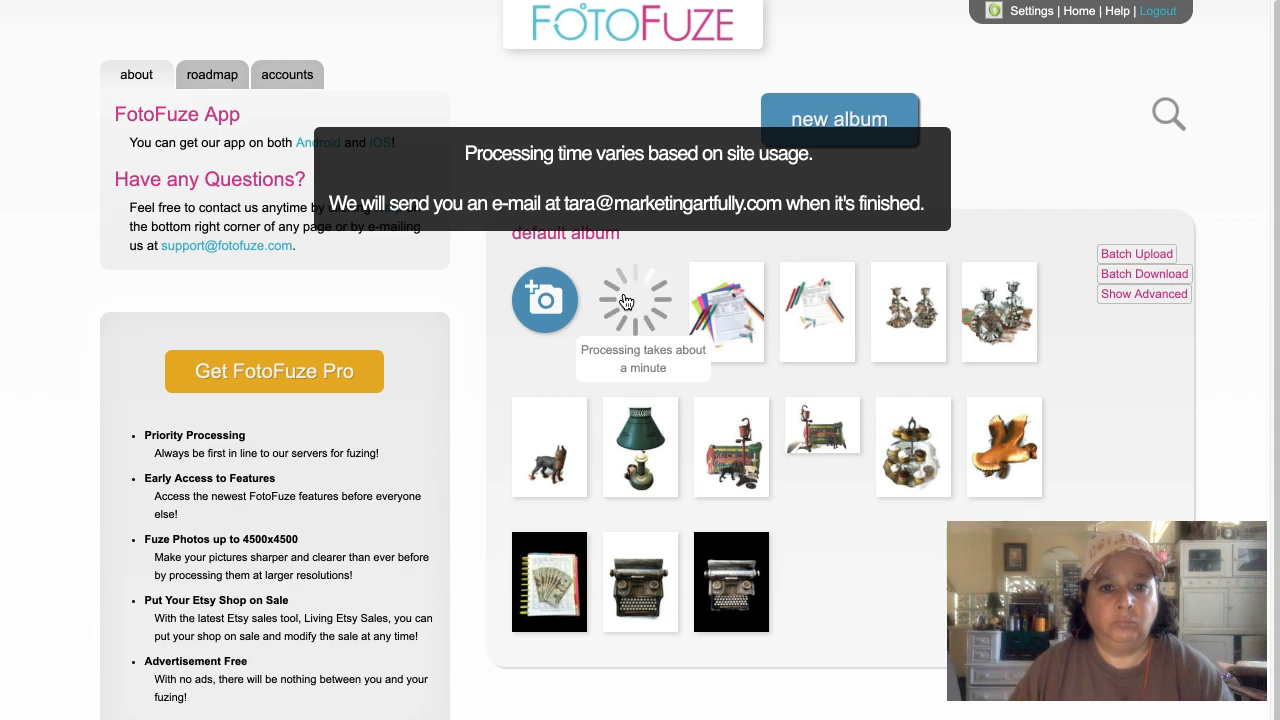 FOTOFUZE
Settings | Home | Help | Logout
about
roadmap
accounts
FotoFuze App
You can get our app on both Android and iOS!
Have any Questions?
Feel free to contact us anytime by
the bottom right corner of any page or by e-mailing
us at support@fotofuze.com.
new album
Processing time varies based on site usage.
We will send you an e-mail at tara@marketingartfully.com when it's finished.
default album
Batch Upload
Batch Download
Show Advanced
Processing takes about
a minute
Get FotoFuze Pro
Priority Processing
Always be first in line to our servers for fuzing!
Early Access to Features
Access the newest FotoFuze features before everyone
else!
Fuze Photos up to 4500x4500
Make your pictures sharper and clearer than ever before
by processing them at larger resolutions!
Put Your Etsy Shop on Sale
With the latest Etsy sales tool, Living Etsy Sales, you can
put your shop on sale and modify the sale at any time!
Advertisement Free
With no ads, there will be nothing between you and your
fuzing!